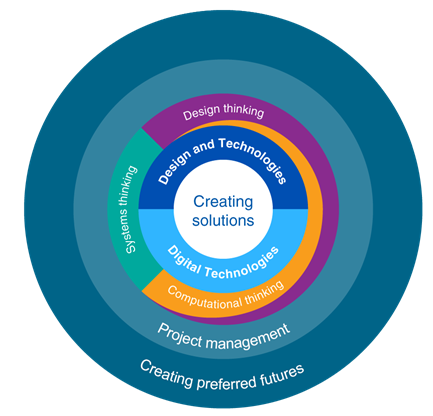 Design thinking
Design and Technologies
Systems thinking
Creating
solutions
Digital Technologies
Computational thinking
Project management
Creating preferred futures